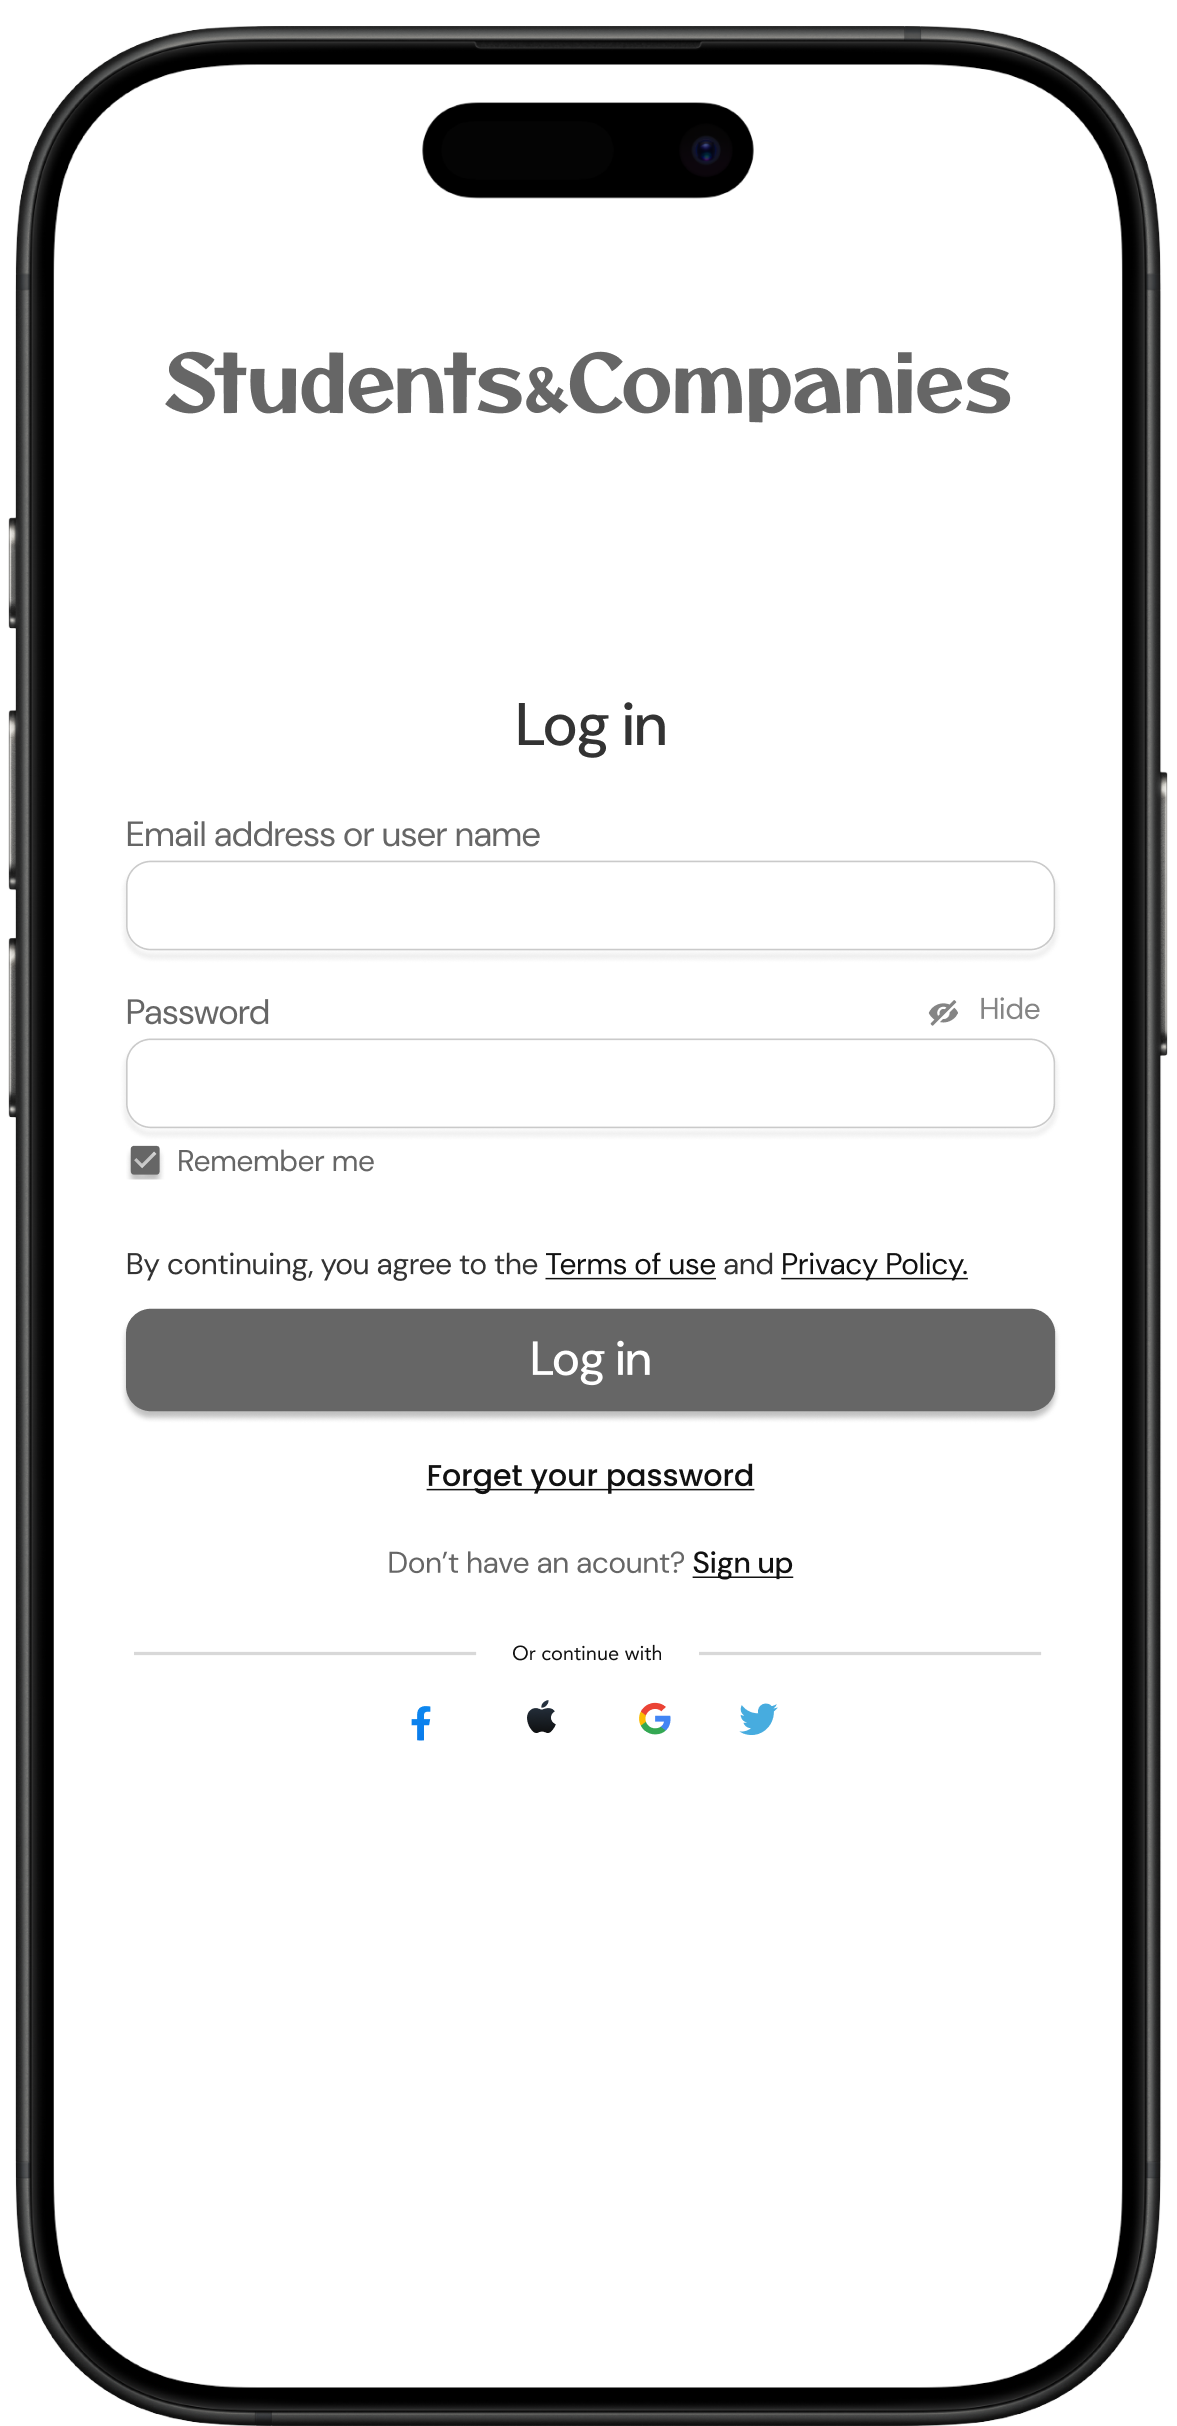 Students&Companies
Log in
Email address or user name
Password
Hide
Remember me
By continuing, you agree to the Terms of use and Privacy Policy.
Log in
Forget your password
Don’t have an acount? Sign up
Or continue with